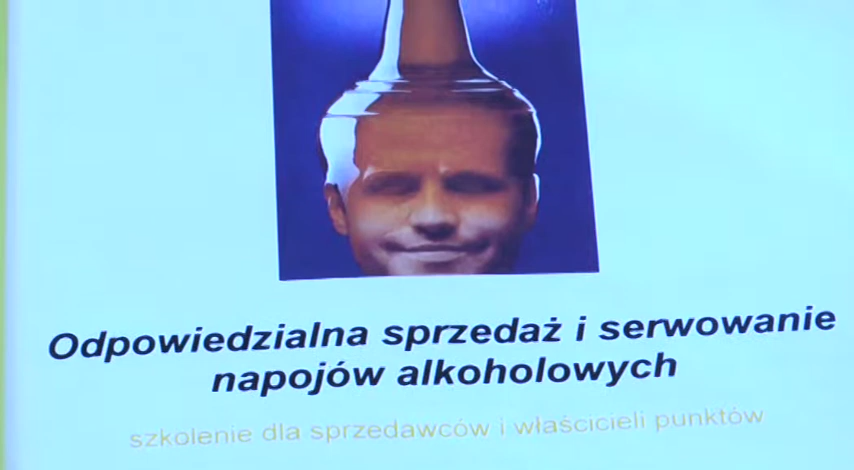 Odpowiedzialna sprzedaż i serwowanie
napojów alkoholowych
szkolenie dla sprzedawców i właścicieli punktów